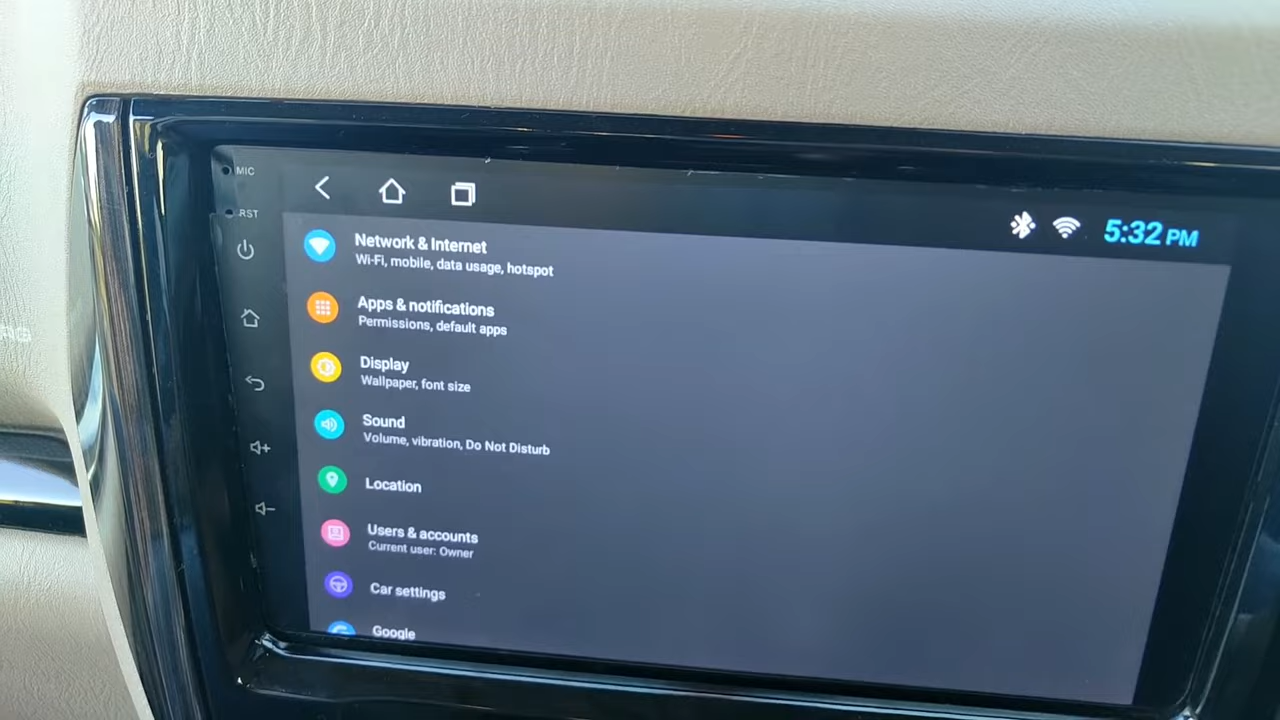 MIC
RST
5:32 PM
Network & Internet
Wi-Fi, mobile, data usage, hotspot
Apps & notifications
Permissions, default apps
Display
Wallpaper, font size
Sound
Volume, vibration, Do Not Disturb
Location
Users & accounts
Current user: Owner
Car settings
Google